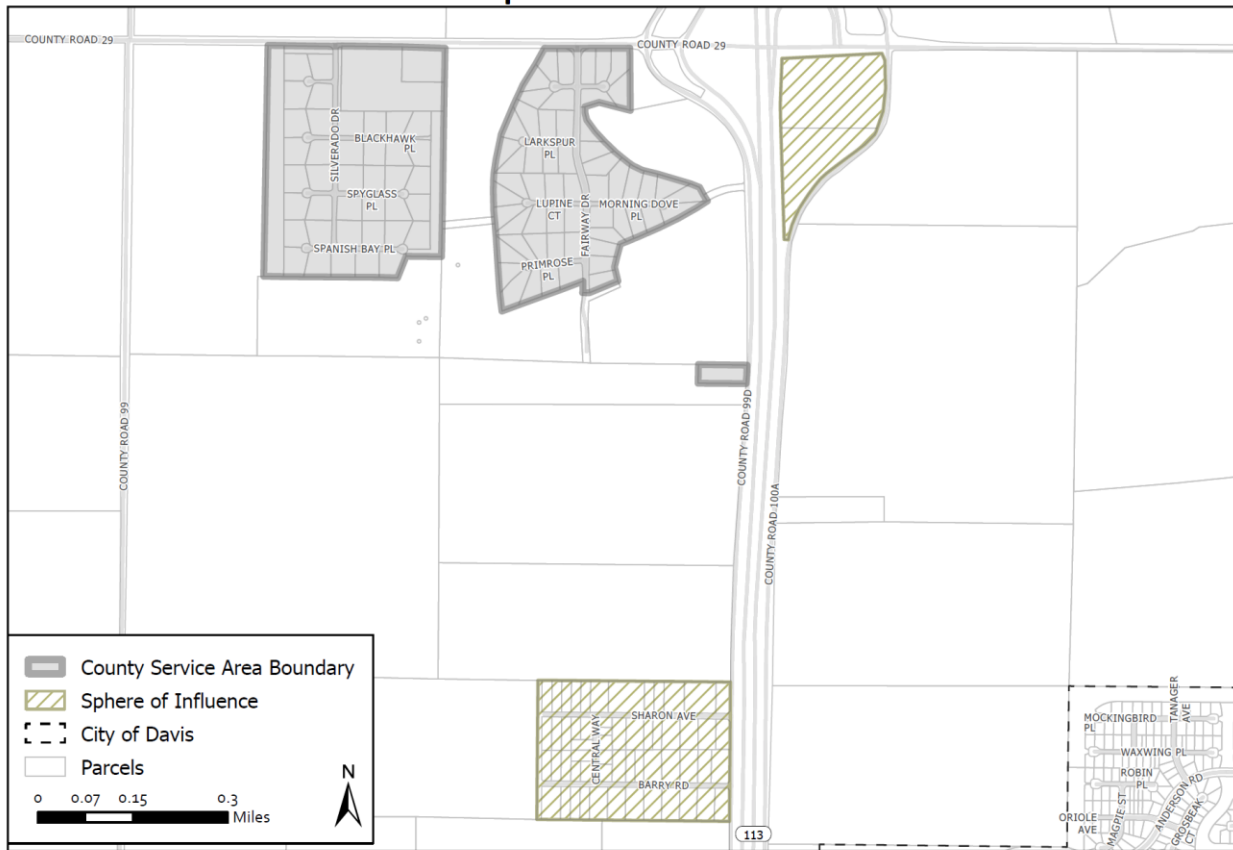 COUNTY ROAD 29
COUNTY ROAD 29
SILVERADO DR
BLACKHAWK
PL
SPYGLASS
PL
SPANISH BAY PL
LARKSPUR
PL
LUPINE
CT
FAIRWAY DR
MORNING DOVE
PL
PRIMROSE
PL
COUNTY ROAD 99
COUNTY ROAD 99D
COUNTY ROAD 100A
County Service Area Boundary
Sphere of Influence
City of Davis
Parcels
0 0.07 0.15 0.3
Miles
N
SHARON AVE
CENTRAL WAY
BARRY RD
113
MOCKINGBIRD
PL
TANAGER
AVE
WAXWING PL
ROBIN
PL
ANDERSON RD
ORIOLE
AVE
MAGPIE ST
GROSBEAK
CT